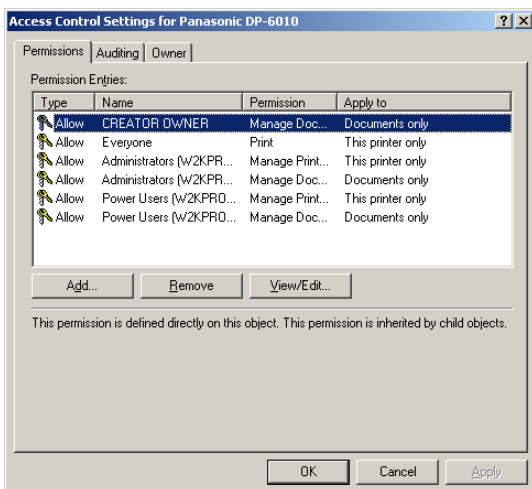 Access Control Settings for Panasonic DP-6010
Permissions Auditing Owner
Permission Entries:
Type Name Permission Apply to
Allow CREATOR OWNER Manage Doc... Documents only
Allow Everyone Print This printer only
Allow Administrators (W2KPR... Manage Print... This printer only
Allow Administrators (W2KPR... Manage Doc... Documents only
Allow Power Users (W2KPRO... Manage Print... This printer only
Allow Power Users (W2KPRO... Manage Doc... Documents only
Add... Remove View/Edit...
This permission is defined directly on this object. This permission is inherited by child objects.
OK Cancel Apply